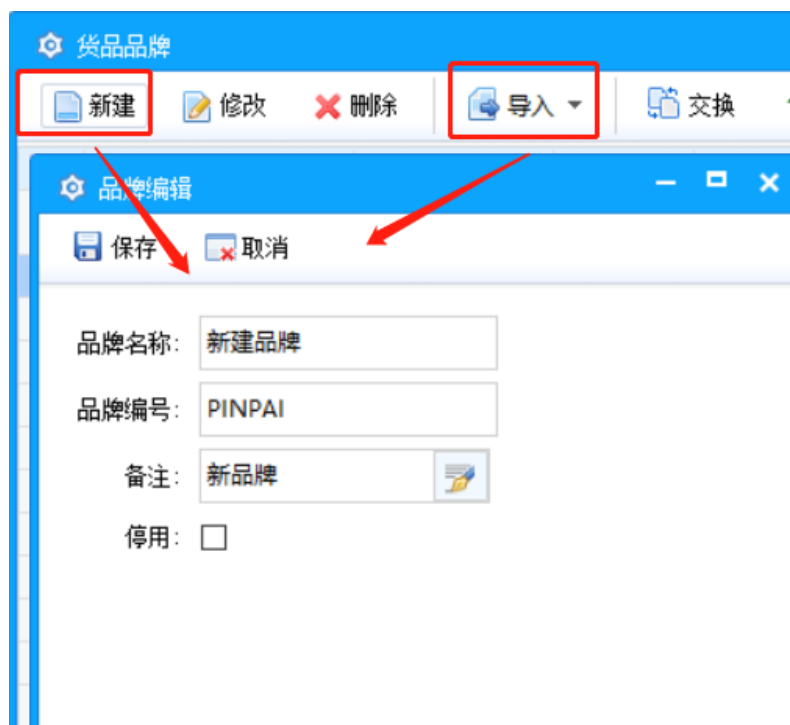 货品品牌
新建 修改 删除 导入 交换
品牌编辑
保存 取消
品牌名称： 新建品牌
品牌编号： PINPAI
备注： 新品牌
停用：